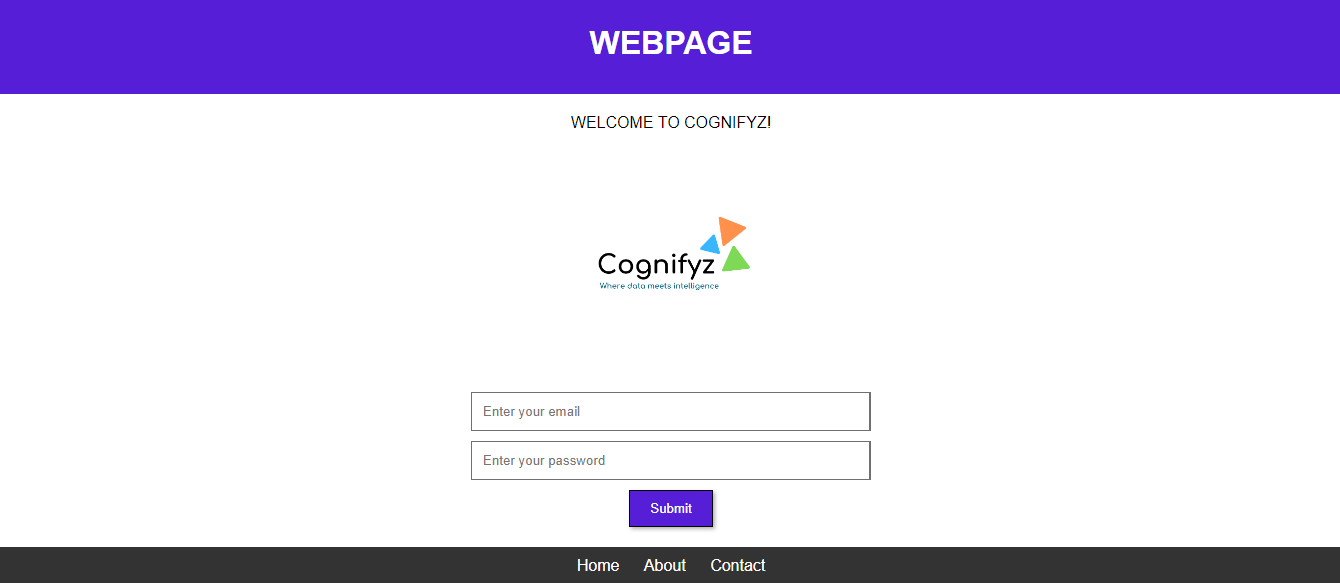 WEBPAGE
WELCOME TO COGNIFYZ!
Cognifyz
Where data meets intelligence
Enter your email
Enter your password
Submit
Home About Contact